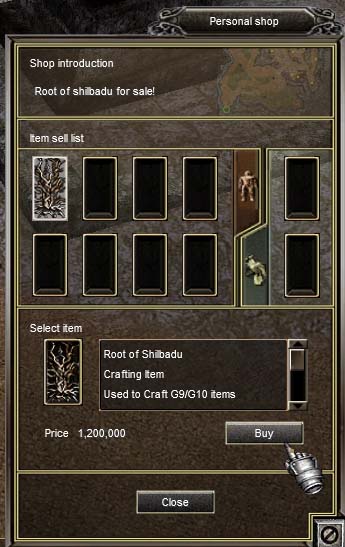 Personal shop
Shop introduction
Root of shilbadu for sale!
Item sell list
Select item
Root of Shilbadu
Crafting Item
Used to Craft G9/G10 items
Price 1,200,000
Buy
Close